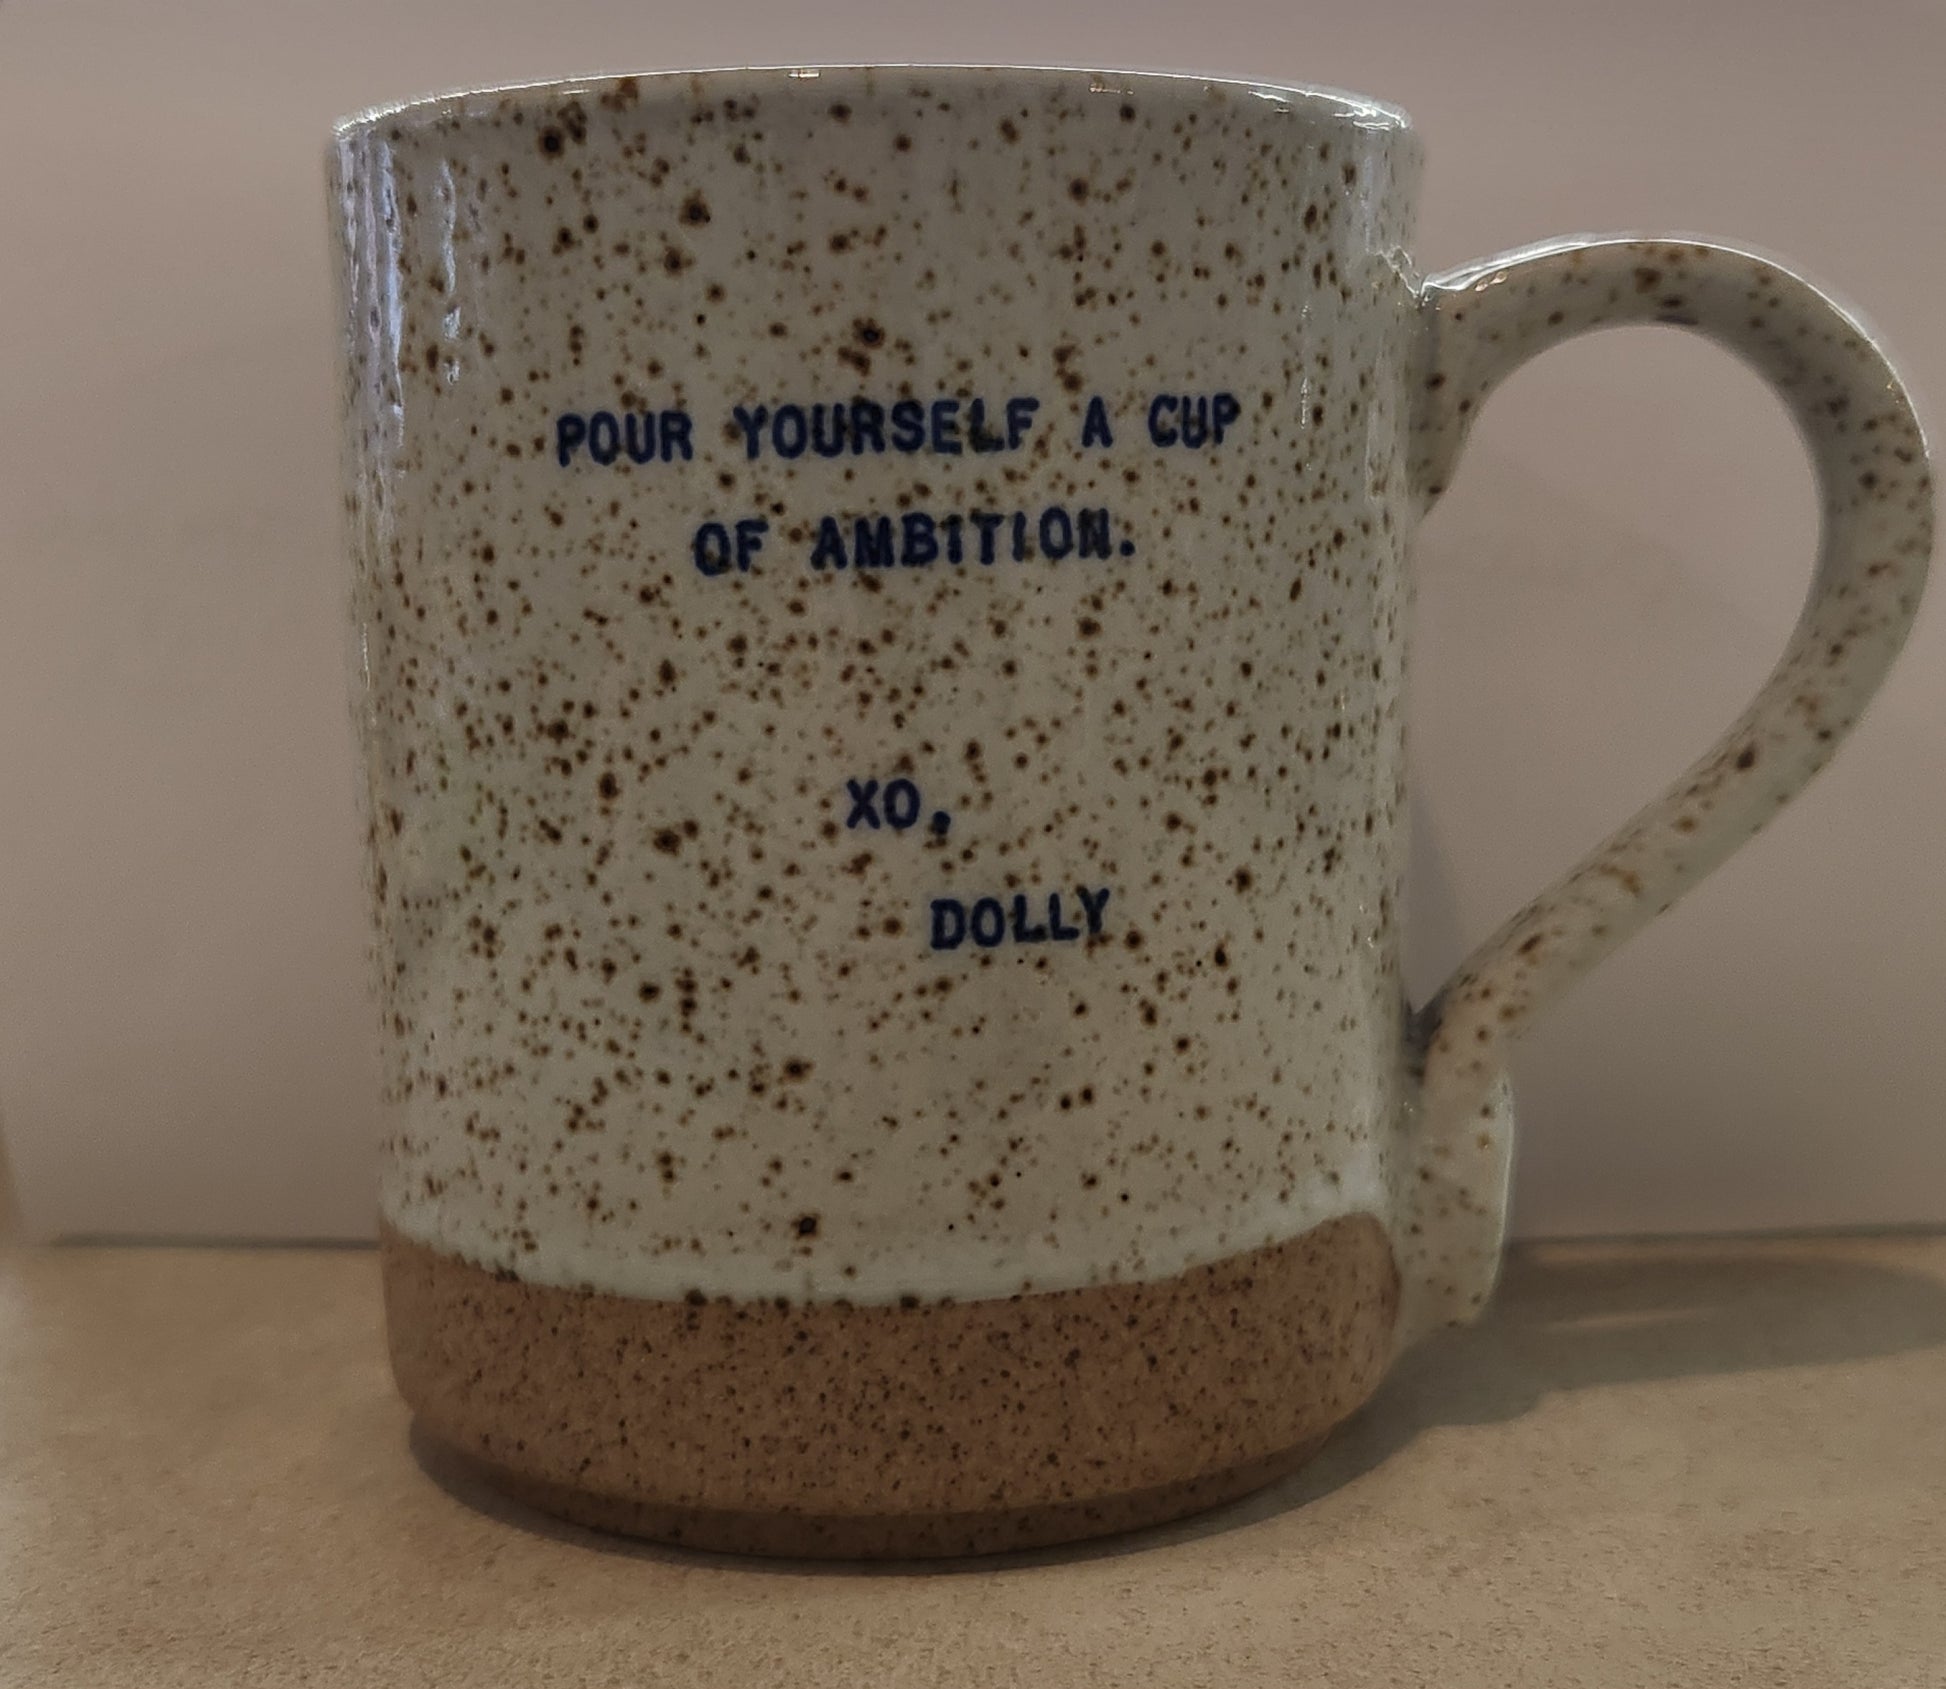 POUR YOURSELF A CUP
OF AMBITION.
XO,
DOLLY